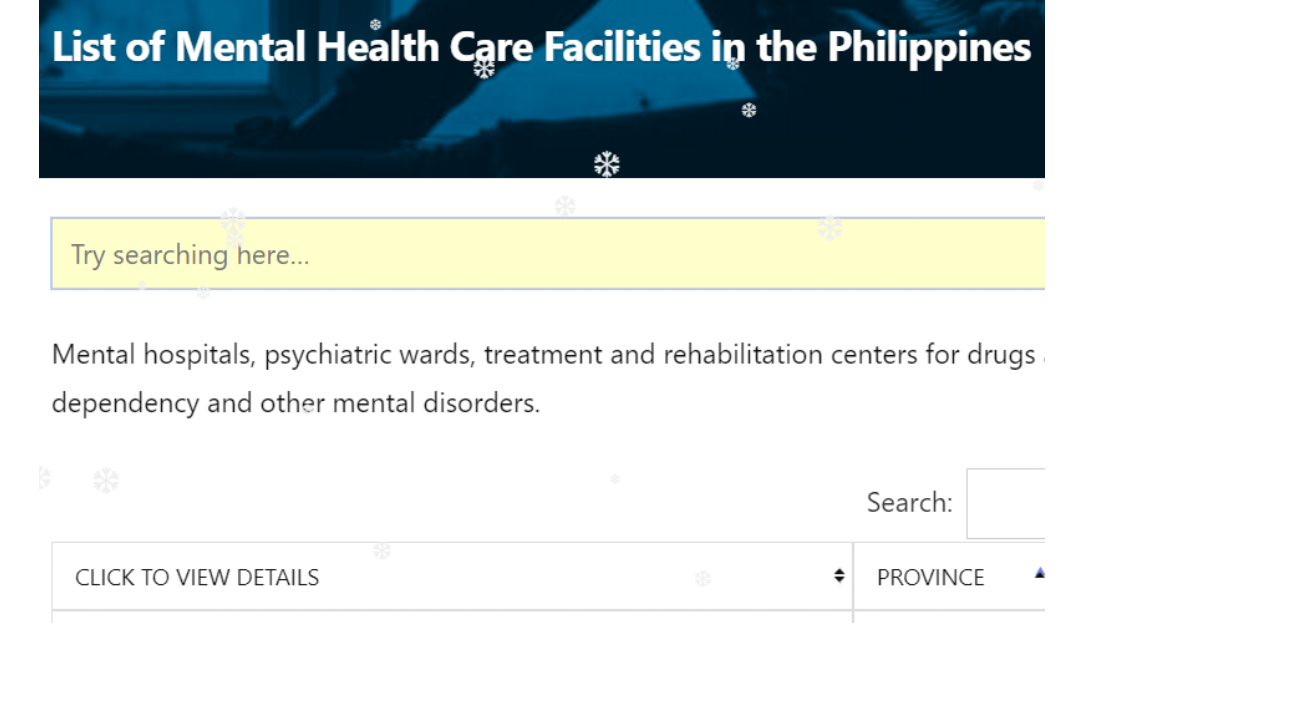 List of Mental Health Care Facilities in the Philippines
Try searching here...
Mental hospitals, psychiatric wards, treatment and rehabilitation centers for drugs
dependency and other mental disorders.
Search:
CLICK TO VIEW DETAILS PROVINCE